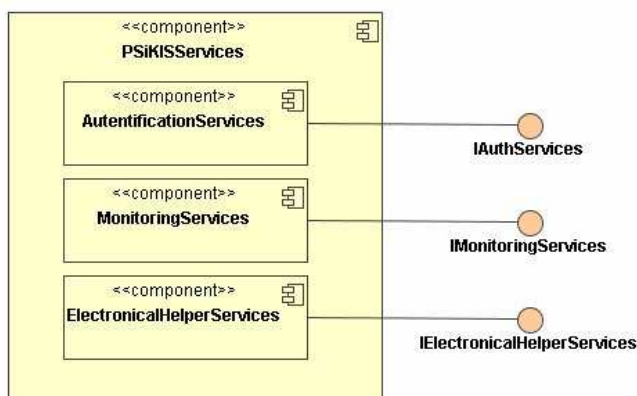 <<component>>
PSiKISServices
<<component>>
AutentificationServices
IAuthServices
<<component>>
MonitoringServices
IMonitoringServices
<<component>>
ElectronicalHelperServices
IElectronicalHelperServices